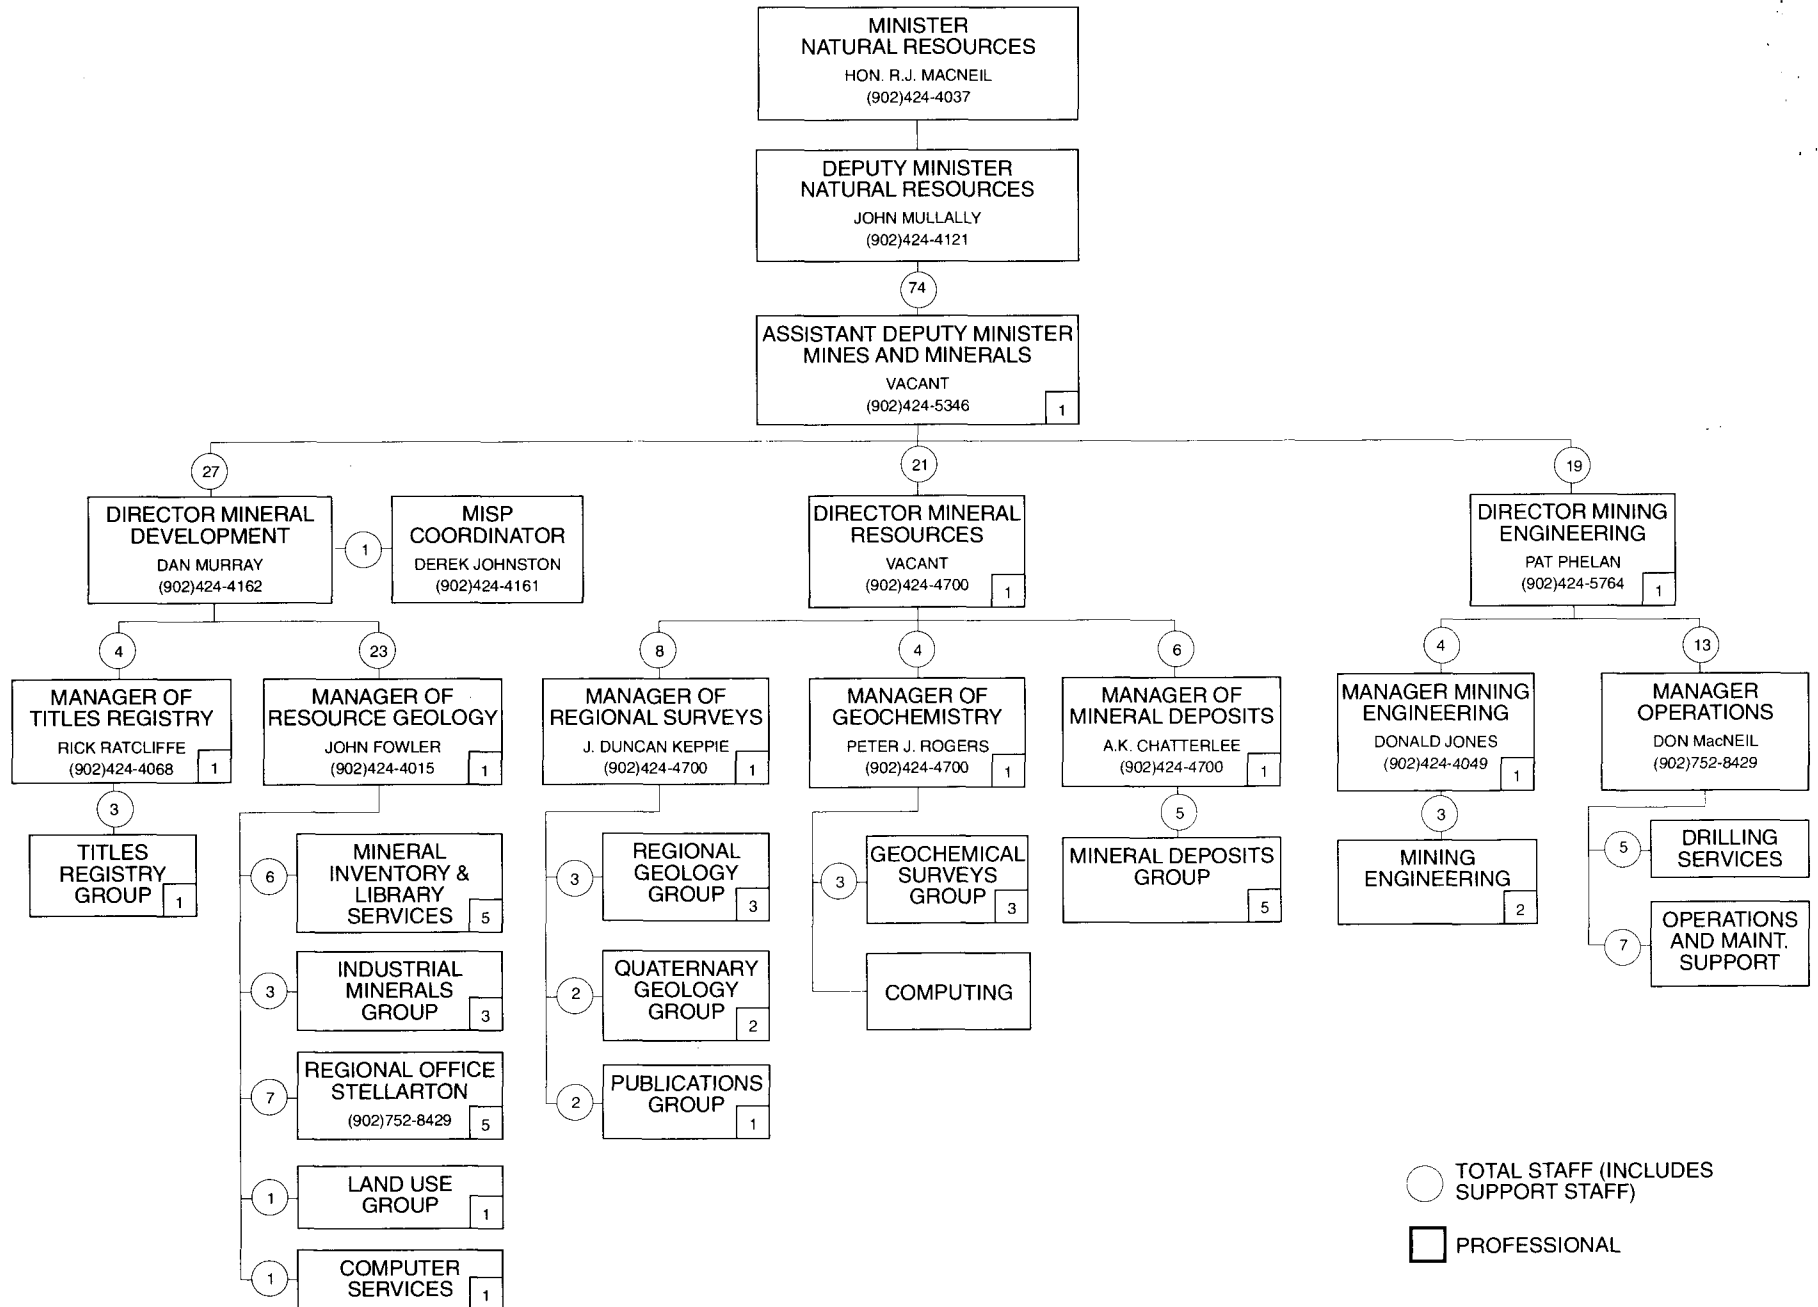 MINISTER
NATURAL RESOURCES
HON. R.J. MACNEIL
(902)424-4037
DEPUTY MINISTER
NATURAL RESOURCES
JOHN MULLALLY
(902)424-4121
74
ASSISTANT DEPUTY MINISTER
MINES AND MINERALS
VACANT
(902)424-5346
1
27
21
19
DIRECTOR MINERAL
DEVELOPMENT
DAN MURRAY
(902)424-4162
1
MISP
COORDINATOR
DEREK JOHNSTON
(902)424-4161
DIRECTOR MINERAL
RESOURCES
VACANT
(902)424-4700
1
DIRECTOR MINING
ENGINEERING
PAT PHELAN
(902)424-5764
1
4
23
8
4
6
4
13
MANAGER OF
TITLES REGISTRY
RICK RATCLIFFE
(902)424-4068
1
MANAGER OF
RESOURCE GEOLOGY
JOHN FOWLER
(902)424-4015
1
MANAGER OF
REGIONAL SURVEYS
J. DUNCAN KEPPIE
(902)424-4700
1
MANAGER OF
GEOCHEMISTRY
PETER J. ROGERS
(902)424-4700
1
MANAGER OF
MINERAL DEPOSITS
A.K. CHATTERLEE
(902)424-4700
1
MANAGER MINING
ENGINEERING
DONALD JONES
(902)424-4049
1
MANAGER
OPERATIONS
DON MacNEIL
(902)752-8429
3
TITLES
REGISTRY
GROUP
1
6
MINERAL
INVENTORY &
LIBRARY
SERVICES
5
3
INDUSTRIAL
MINERALS
GROUP
3
7
REGIONAL OFFICE
STELLARTON
(902)752-8429
5
1
LAND USE
GROUP
1
1
COMPUTER
SERVICES
1
3
REGIONAL
GEOLOGY
GROUP
3
2
QUATERNARY
GEOLOGY
GROUP
2
2
PUBLICATIONS
GROUP
1
3
GEOCHEMICAL
SURVEYS
GROUP
3
COMPUTING
5
MINERAL DEPOSITS
GROUP
5
3
MINING
ENGINEERING
2
5
DRILLING
SERVICES
7
OPERATIONS
AND MAINT.
SUPPORT
TOTAL STAFF (INCLUDES
SUPPORT STAFF)
PROFESSIONAL